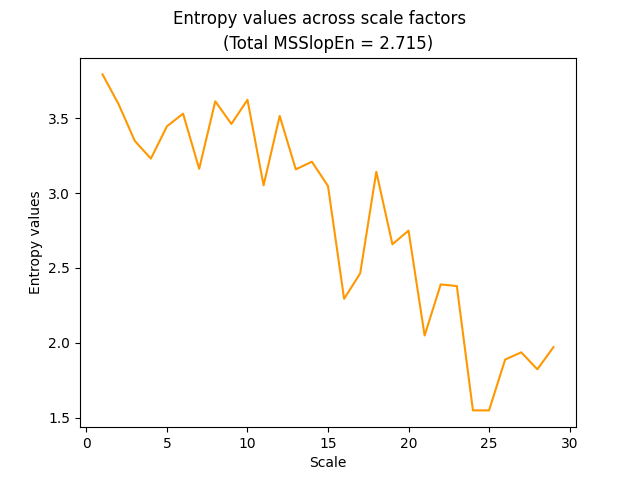 Entropy values across scale factors
(Total MSSlopEn = 2.715)
3.5
3.0
2.5
2.0
1.5
Entropy values
0 5 10 15 20 25 30
Scale